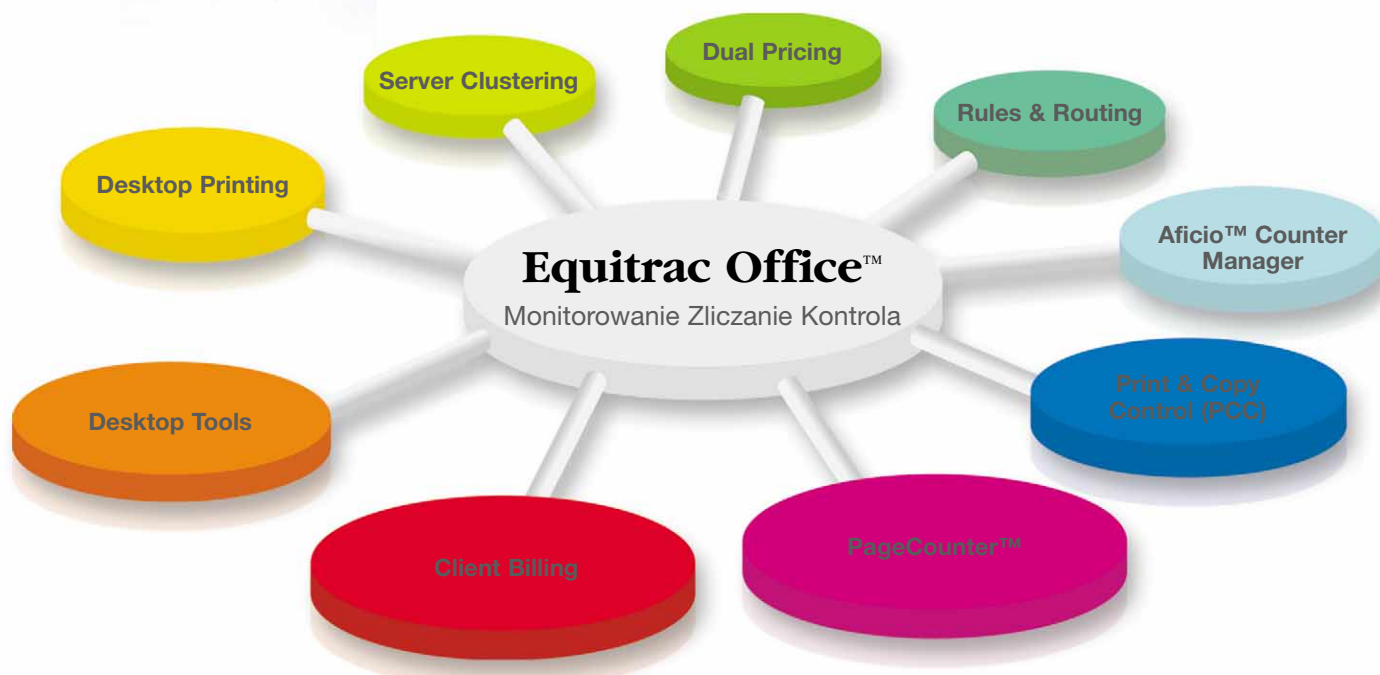 Dual Pricing
Server Clustering
Rules & Routing
Desktop Printing
Aficio™ Counter
Manager
Equitrac Office™
Monitorowanie Zliczanie Kontrola
Print & Copy
Control (PCC)
Desktop Tools
PageCounter™
Client Billing